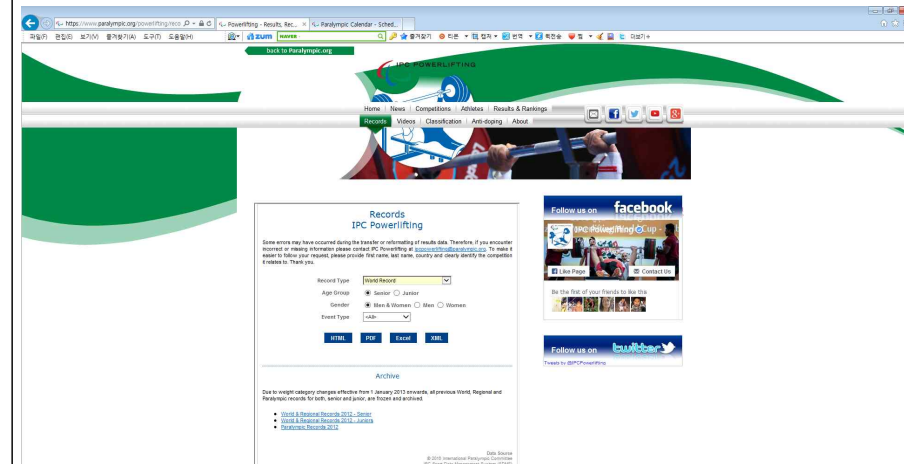 https://www.paralympic.org/powerlifting/reco
Powerlifting - Results, Rec...
Paralympic Calendar - Sched...
파일(F) 편집(E) 보기(V) 즐겨찾기(A) 도구(T) 도움말(H)
zum NAVER
즐겨찾기
번역
back to Paralympic.org
IPC POWERLIFTING
Home News Competitions Athletes Results & Rankings
Records Videos Classification Anti-doping About
Records
IPC Powerlifting
Some errors may have occurred during the transfer or reformatting of results data. Therefore, if you encounter
incorrect or missing information please contact IPC Powerlifting at ipcpowerlifting@paralympic.org. To make it
easier to follow your request, please provide first name, last name, country and clearly identify the competition
it relates to. Thank you.
Record Type World Record
Age Group Senior Junior
Gender Men & Women Men Women
Event Type <All>
HTML PDF Excel XML
Archive
Due to weight category changes effective from 1 January 2013 onwards, all previous World, Regional and
Paralympic records for both, senior and junior, are frozen and archived.
World & Regional Records 2012 - Senior
World & Regional Records 2012 - Juniors
Paralympic Records 2012
Data Source
Follow us on facebook
IPC Powerlifting
Like Page Contact Us
Be the first of your friends to like this
Follow us on twitter
Tweets by @IPCPowerlifting